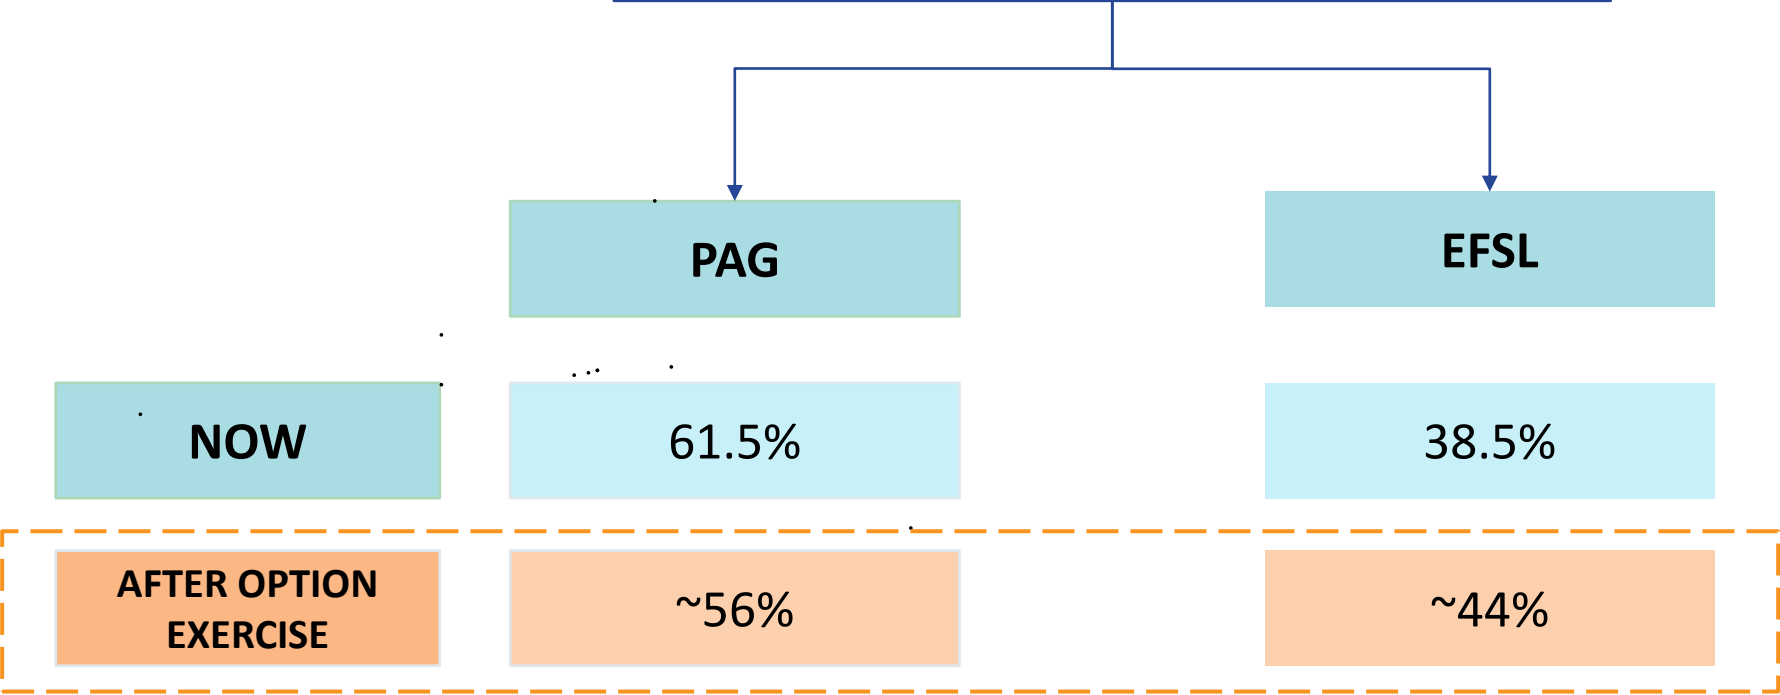 PAG
EFSL
NOW
61.5%
38.5%
AFTER OPTION
EXERCISE
~56%
~44%